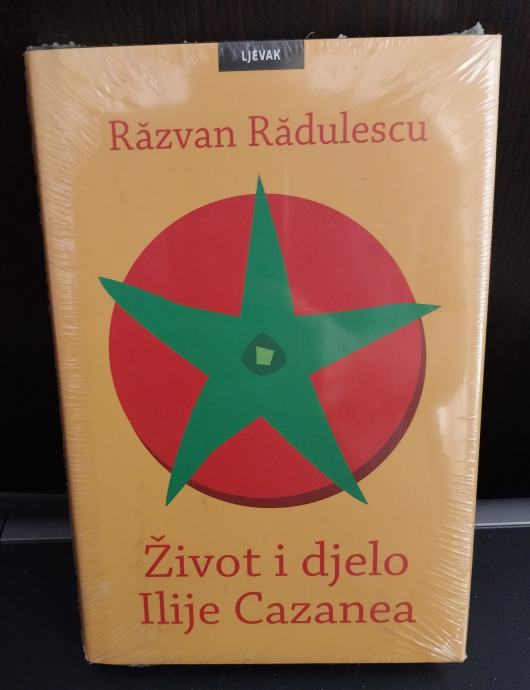 LJEVAK
Răzvan Rădulescu
Život i djelo
Ilije Cazanea